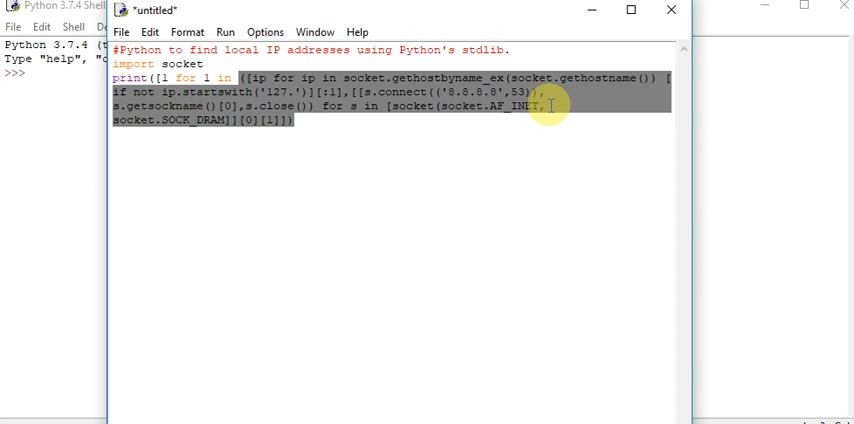 Python 3.7.4 Shell
File Edit Shell De
Python 3.7.4 (t
Type "help", "c
>>>
*untitled*
File Edit Format Run Options Window Help
#Python to find local IP addresses using Python's stdlib.
import socket
print([l for l in ([ip for ip in socket.gethostbyname_ex(socket.gethostname()) [
if not ip.startswith('127.')][:1],[[s.connect(('8.8.8.8',53)),
s.getsockname()[0],s.close()) for s in [socket(socket.AF_INET,
socket.SOCK_DRAM]][0][1]])